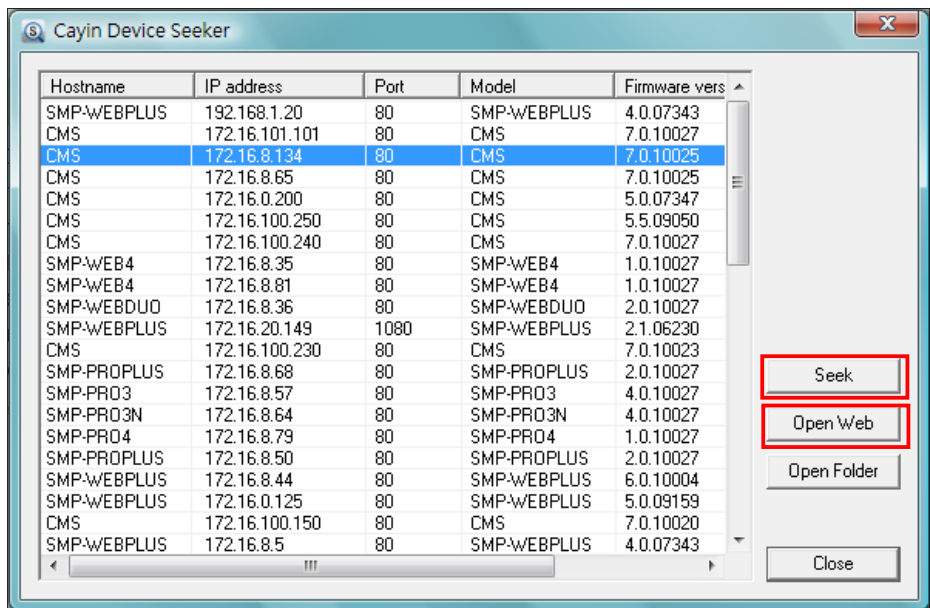 Cayin Device Seeker
Hostname IP address Port Model Firmware vers
SMP-WEBPLUS 192.168.1.20 80 SMP-WEBPLUS 4.0.07343
CMS 172.16.101.101 80 CMS 7.0.10027
CMS 172.16.8.134 80 CMS 7.0.10025
CMS 172.16.8.65 80 CMS 7.0.10025
CMS 172.16.0.200 80 CMS 5.0.07347
CMS 172.16.100.250 80 CMS 5.5.09050
CMS 172.16.100.240 80 CMS 7.0.10027
SMP-WEB4 172.16.8.35 80 SMP-WEB4 1.0.10027
SMP-WEB4 172.16.8.81 80 SMP-WEB4 1.0.10027
SMP-WEBDUO 172.16.8.36 80 SMP-WEBDUO 2.0.10027
SMP-WEBPLUS 172.16.20.149 1080 SMP-WEBPLUS 2.1.06230
CMS 172.16.100.230 80 CMS 7.0.10023
SMP-PROPLUS 172.16.8.68 80 SMP-PROPLUS 2.0.10027
SMP-PRO3 172.16.8.57 80 SMP-PRO3 4.0.10027
SMP-PRO3N 172.16.8.64 80 SMP-PRO3N 4.0.10027
SMP-PRO4 172.16.8.79 80 SMP-PRO4 1.0.10027
SMP-PROPLUS 172.16.8.50 80 SMP-PROPLUS 2.0.10027
SMP-WEBPLUS 172.16.8.44 80 SMP-WEBPLUS 6.0.10004
SMP-WEBPLUS 172.16.0.125 80 SMP-WEBPLUS 5.0.09159
CMS 172.16.100.150 80 CMS 7.0.10020
SMP-WEBPLUS 172.16.8.5 80 SMP-WEBPLUS 4.0.07343
Seek
Open Web
Open Folder
Close